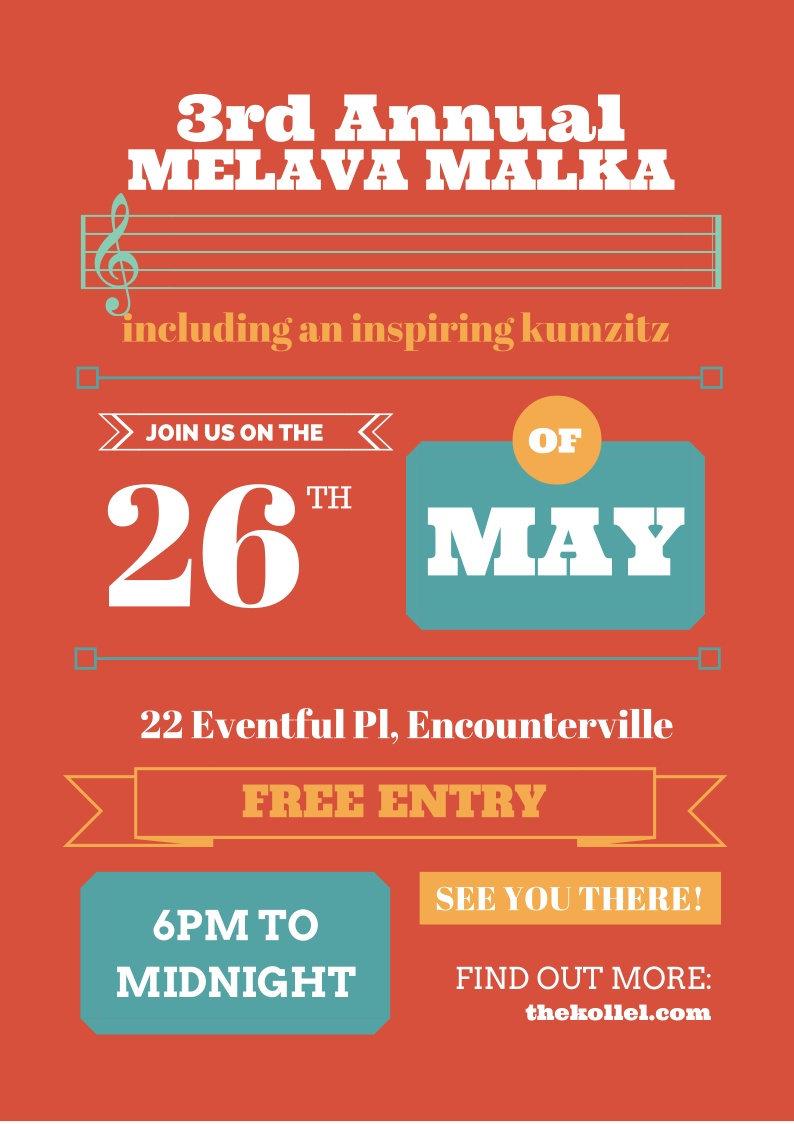 3rd Annual
MELAVA MALKA
including an inspiring kumzitz
JOIN US ON THE
26TH
OF
MAY
22 Eventful Pl, Encounterville
FREE ENTRY
6PM TO
MIDNIGHT
SEE YOU THERE!
FIND OUT MORE:
thekollel.com